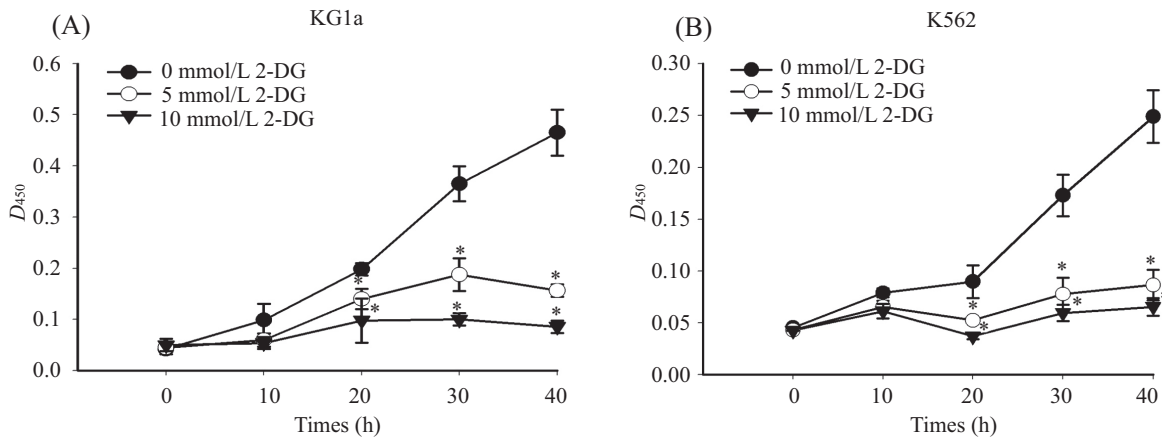 (A)
KG1a
0.6
0.5
0.4
0.3
0.2
0.1
0.0
D450
0 mmol/L 2-DG
5 mmol/L 2-DG
10 mmol/L 2-DG
*
*
*
*
*
*
0
10
20
30
40
Times (h)
(B)
K562
0.30
0.25
0.20
0.15
0.10
0.05
0.00
D450
0 mmol/L 2-DG
5 mmol/L 2-DG
10 mmol/L 2-DG
*
*
*
*
*
0
10
20
30
40
Times (h)